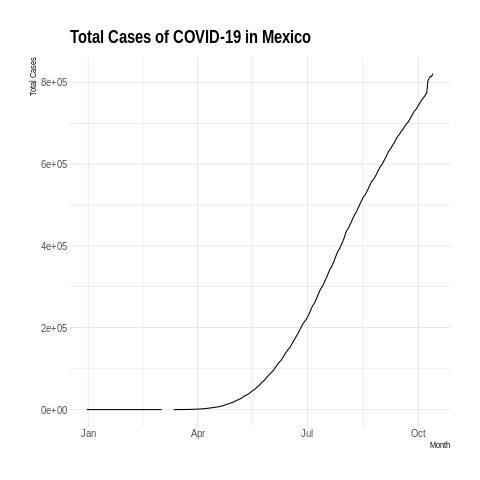 Total Cases of COVID-19 in Mexico
Total Cases
8e+05
6e+05
4e+05
2e+05
0e+00
Jan Apr Jul Oct
Month